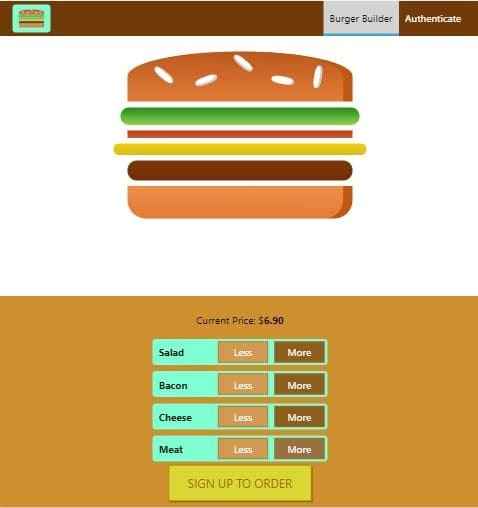 Burger Builder Authenticate
Current Price: $6.90
Salad Less More
Bacon Less More
Cheese Less More
Meat Less More
SIGN UP TO ORDER